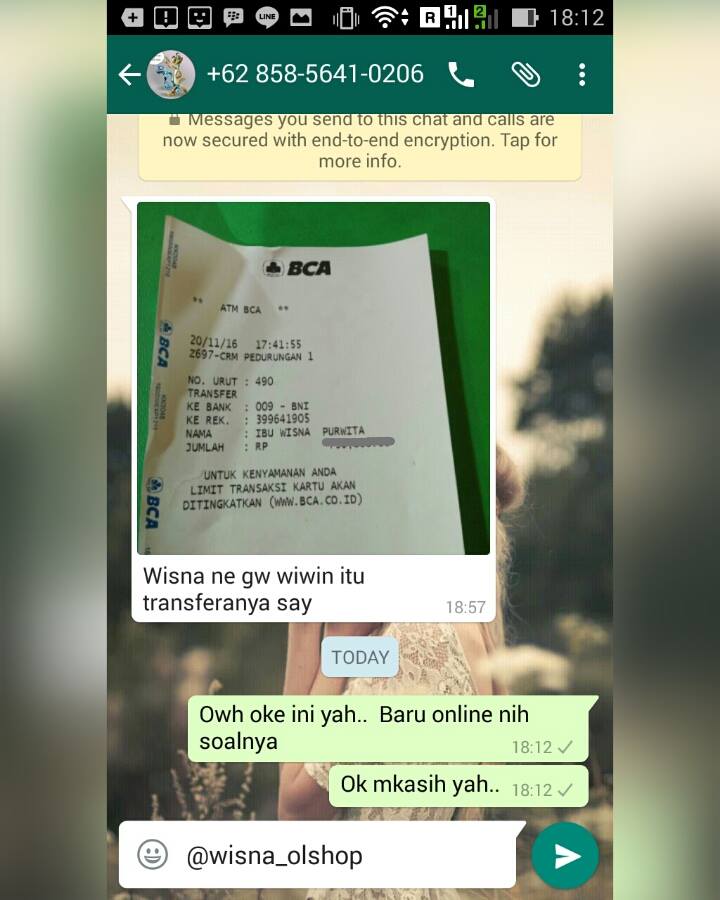 R 1 2 18:12
LINE
+62 858-5641-0206
Messages you send to this chat and calls are
now secured with end-to-end encryption. Tap for
more info.
BCA
** ATM BCA **
20/11/16 17:41:55
Z697-CRM PEDURUNGAN 1
NO. URUT : 490
TRANSFER
KE BANK : 009 - BNI
KE REK. : 399641905
NAMA : IBU WISNA PURWITA
JUMLAH : RP
UNTUK KENYAMANAN ANDA
LIMIT TRANSAKSI KARTU AKAN
DITINGKATKAN (WWW.BCA.CO.ID)
BCA
BCA
Wisna ne gw wiwin itu
transferanya say
18:57
TODAY
Owh oke ini yah.. Baru online nih
soalnya
18:12
Ok mkasih yah.. 18:12
@wisna_olshop